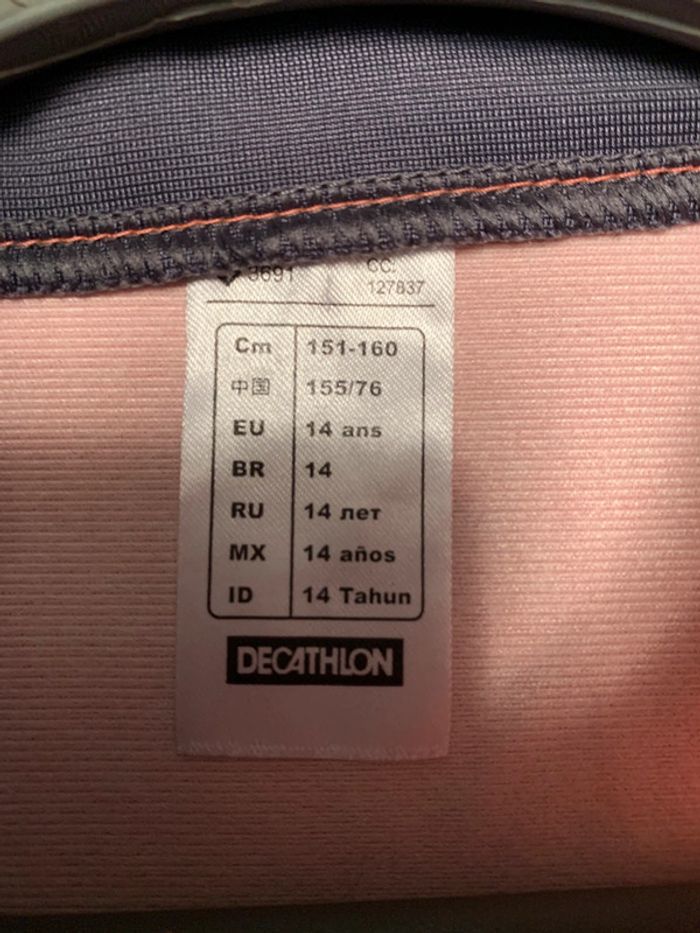 3691
CC:
127837
Cm 151-160
中国 155/76
EU 14 ans
BR 14
RU 14 лет
MX 14 años
ID 14 Tahun
DECATHLON